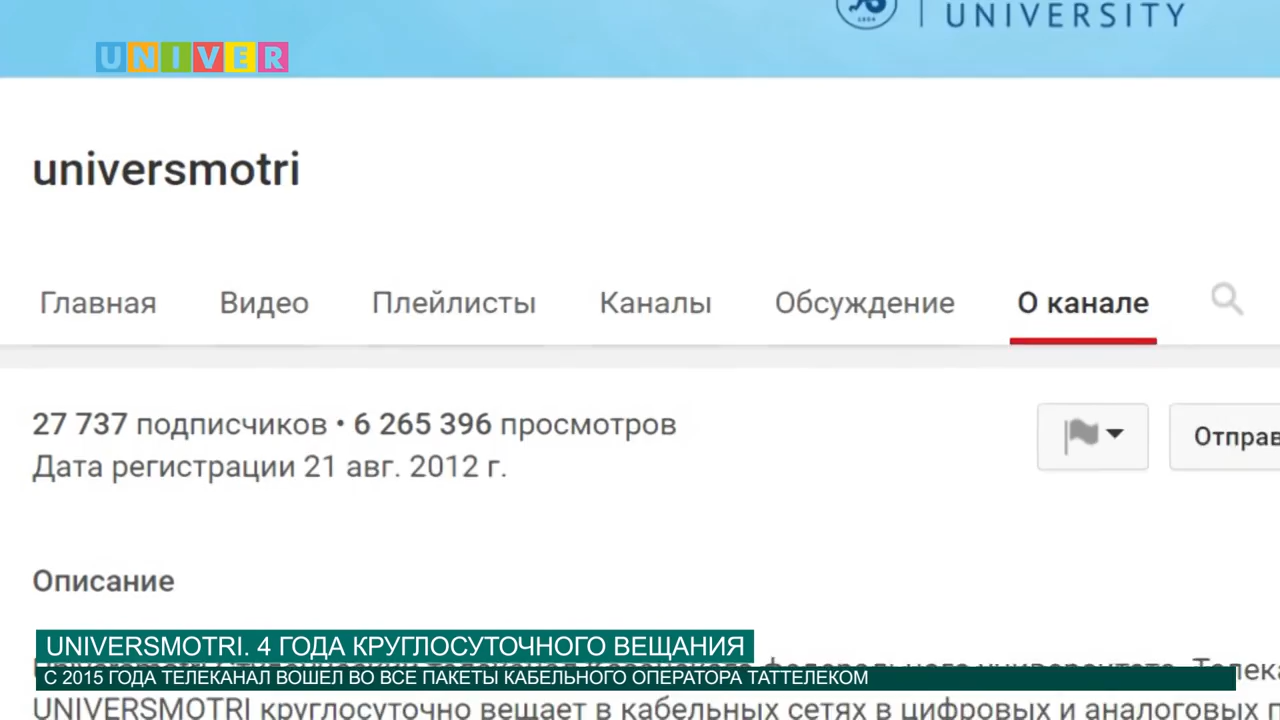 1804
UNIVERSITY
UNIVER
universmotri
Главная Видео Плейлисты Каналы Обсуждение О канале
27 737 подписчиков • 6 265 396 просмотров
Отправ
Дата регистрации 21 авг. 2012 г.
Описание
UNIVERSMOTRI. 4 ГОДА КРУГЛОСУТОЧНОГО ВЕЩАНИЯ
С 2015 ГОДА ТЕЛЕКАНАЛ ВОШЕЛ ВО ВСЕ ПАКЕТЫ КАБЕЛЬНОГО ОПЕРАТОРА ТАТТЕЛЕКОМ
UNIVERSMOTRI круглосуточно вещает в кабельных сетях в цифровых и аналоговых п